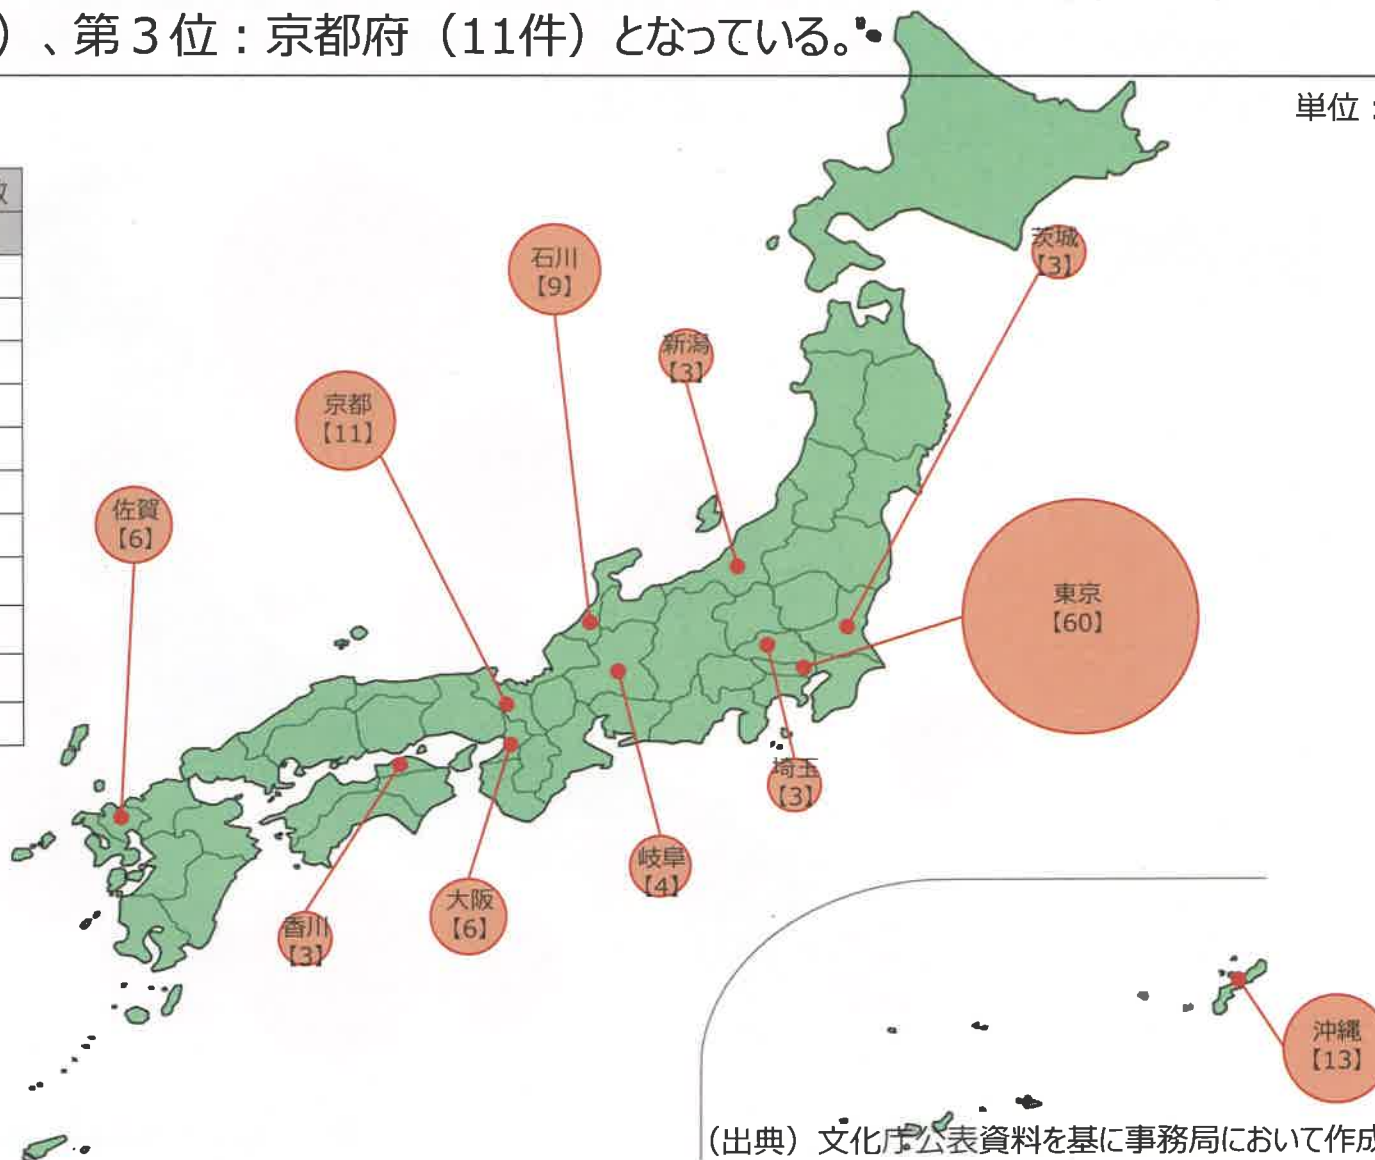 ）、第３位：京都府（11件）となっている。
単位：
数
石川
【9】
茨城
【3】
新潟
【3】
京都
【11】
佐賀
【6】
東京
【60】
埼玉
【3】
岐阜
【4】
大阪
【6】
香川
【3】
沖縄
【13】
（出典）文化庁公表資料を基に事務局において作成